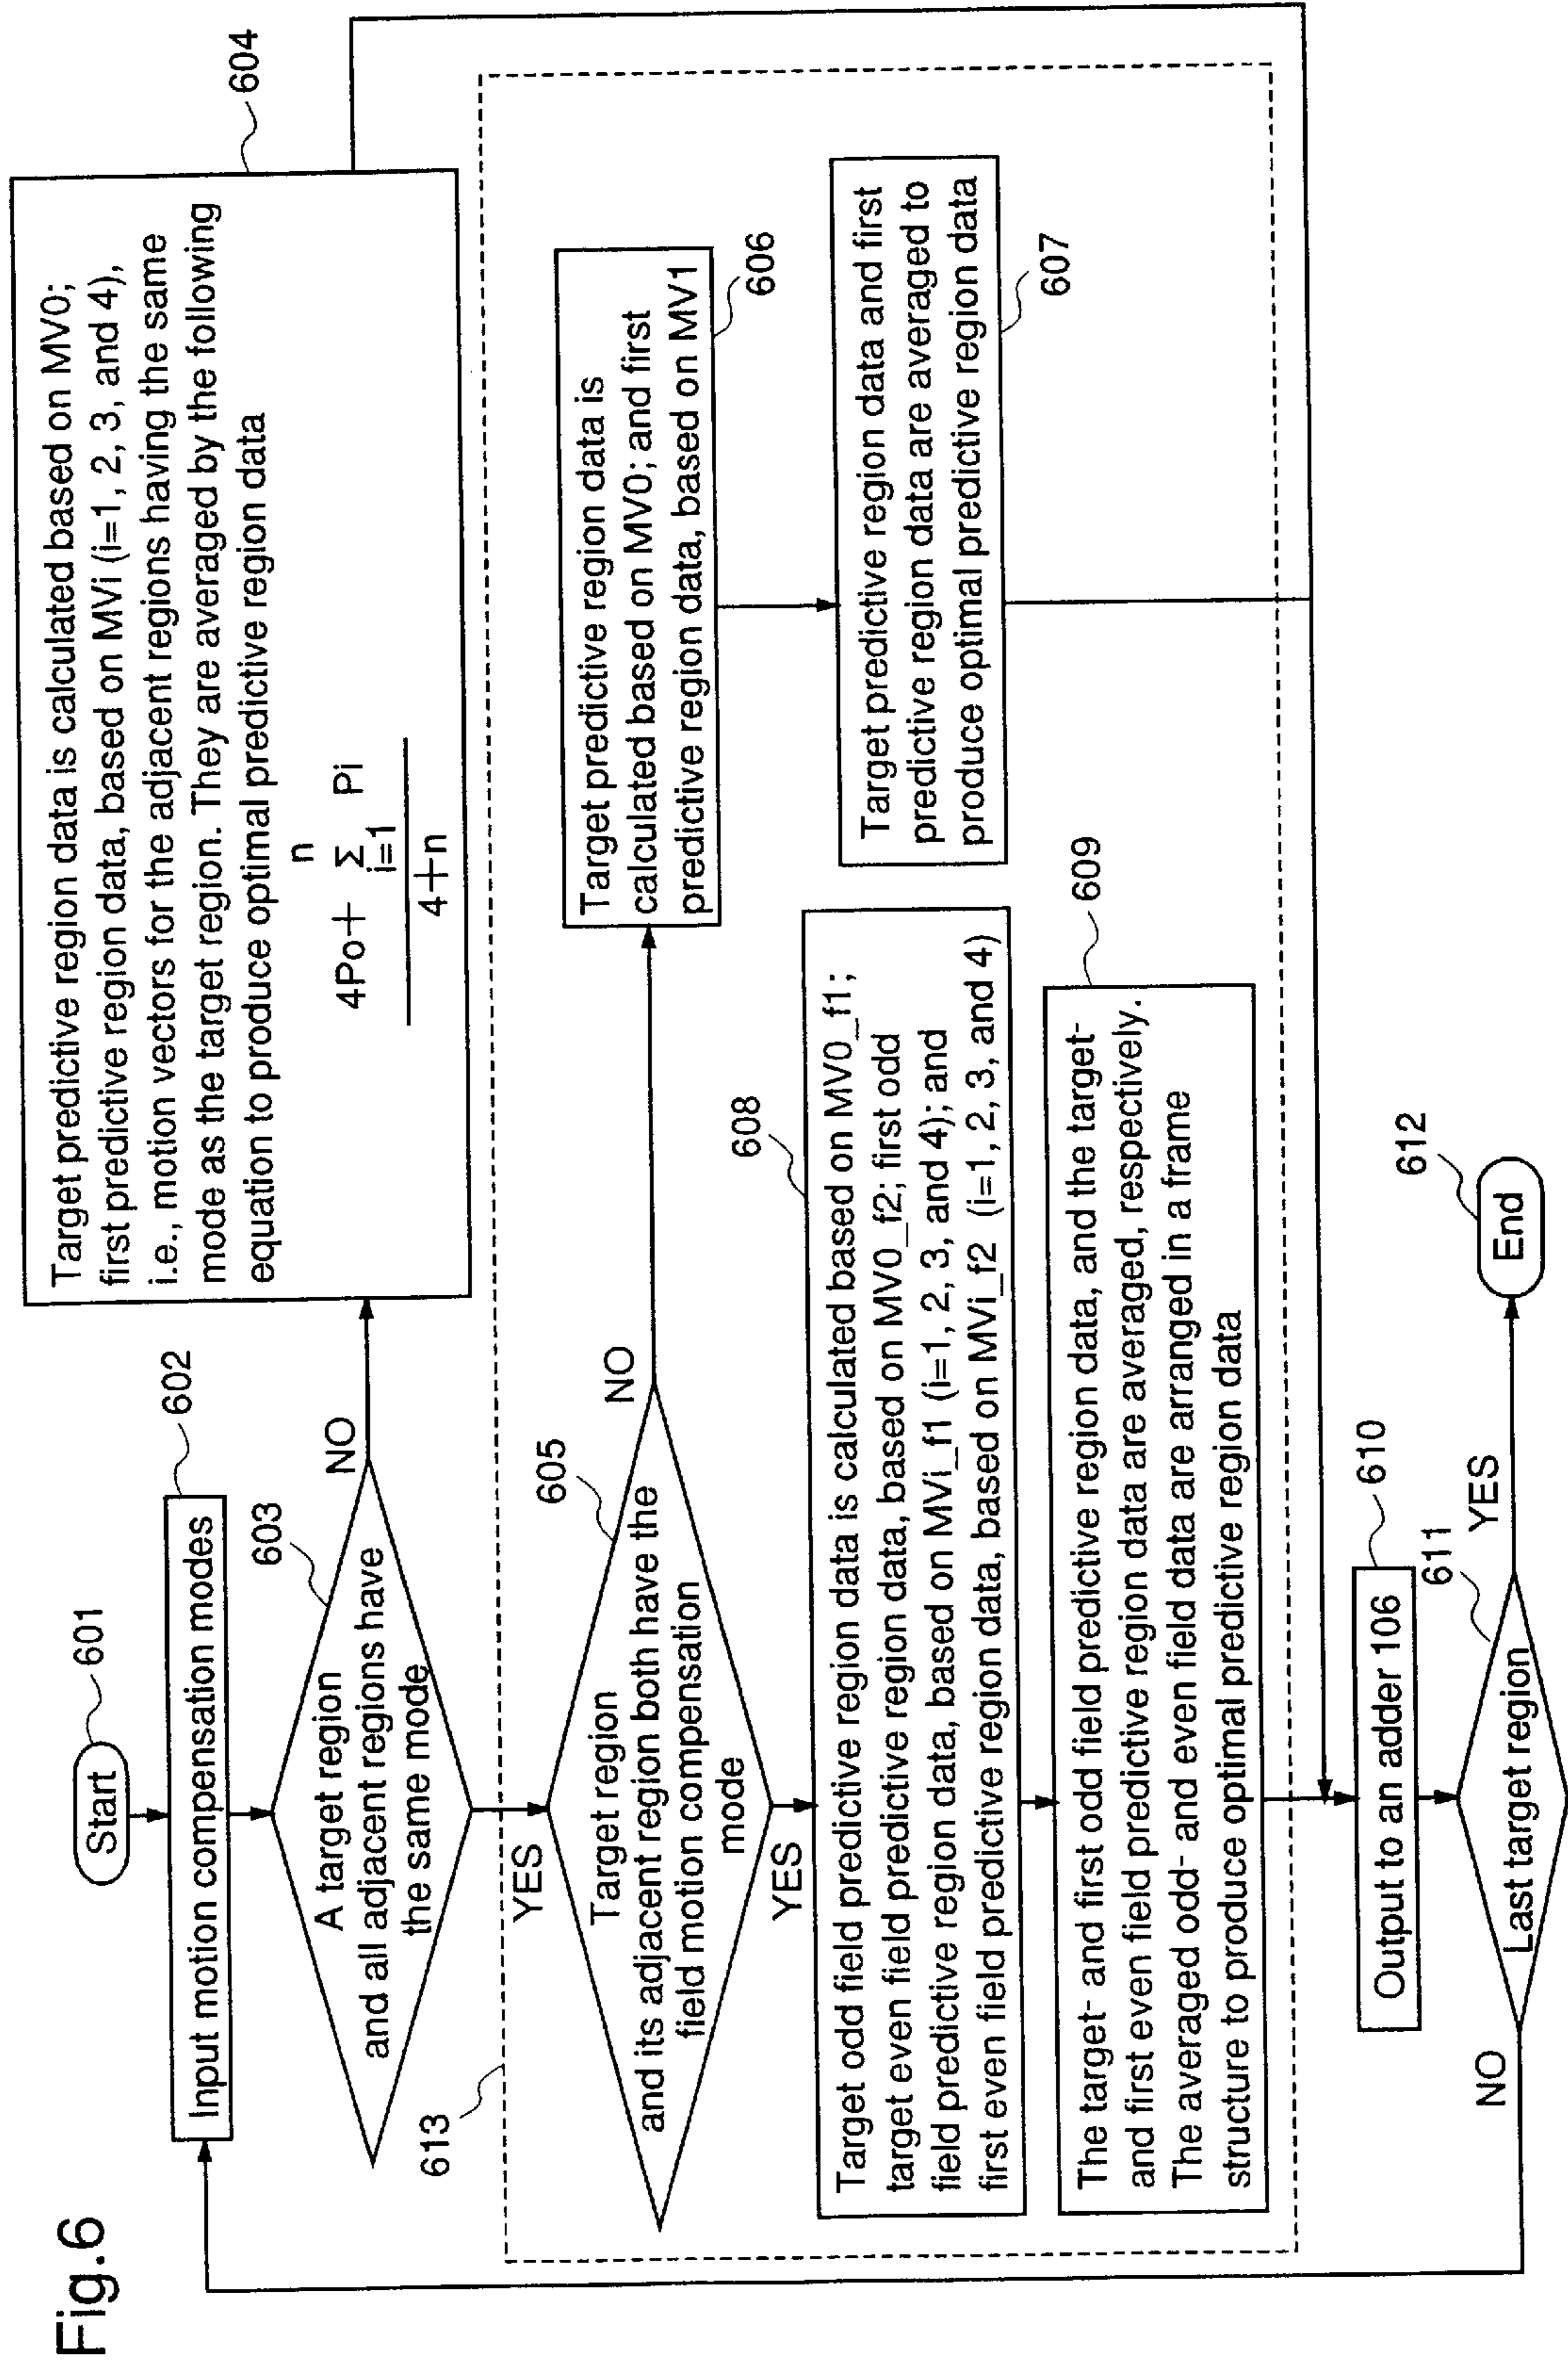 Fig.6
Start
601
Input motion compensation modes
602
A target region
and all adjacent regions have
the same mode
603
NO
YES
Target predictive region data is calculated based on MV0;
first predictive region data, based on MVi (i=1, 2, 3, and 4),
i.e., motion vectors for the adjacent regions having the same
mode as the target region. They are averaged by the following
equation to produce optimal predictive region data
n
4Po+ Σ Pi
i=1
4+n
604
613
Target region
and its adjacent region both have the
field motion compensation
mode
605
NO
YES
Target predictive region data is
calculated based on MV0; and first
predictive region data, based on MV1
606
Target predictive region data and first
predictive region data are averaged to
produce optimal predictive region data
607
Target odd field predictive region data is calculated based on MV0_f1;
target even field predictive region data, based on MV0_f2; first odd
field predictive region data, based on MVi_f1 (i=1, 2, 3, and 4); and
first even field predictive region data, based on MVi_f2 (i=1, 2, 3, and 4)
608
The target- and first odd field predictive region data, and the target-
and first even field predictive region data are averaged, respectively.
The averaged odd- and even field data are arranged in a frame
structure to produce optimal predictive region data
609
Output to an adder 106
610
Last target region
611
NO
YES
End
612